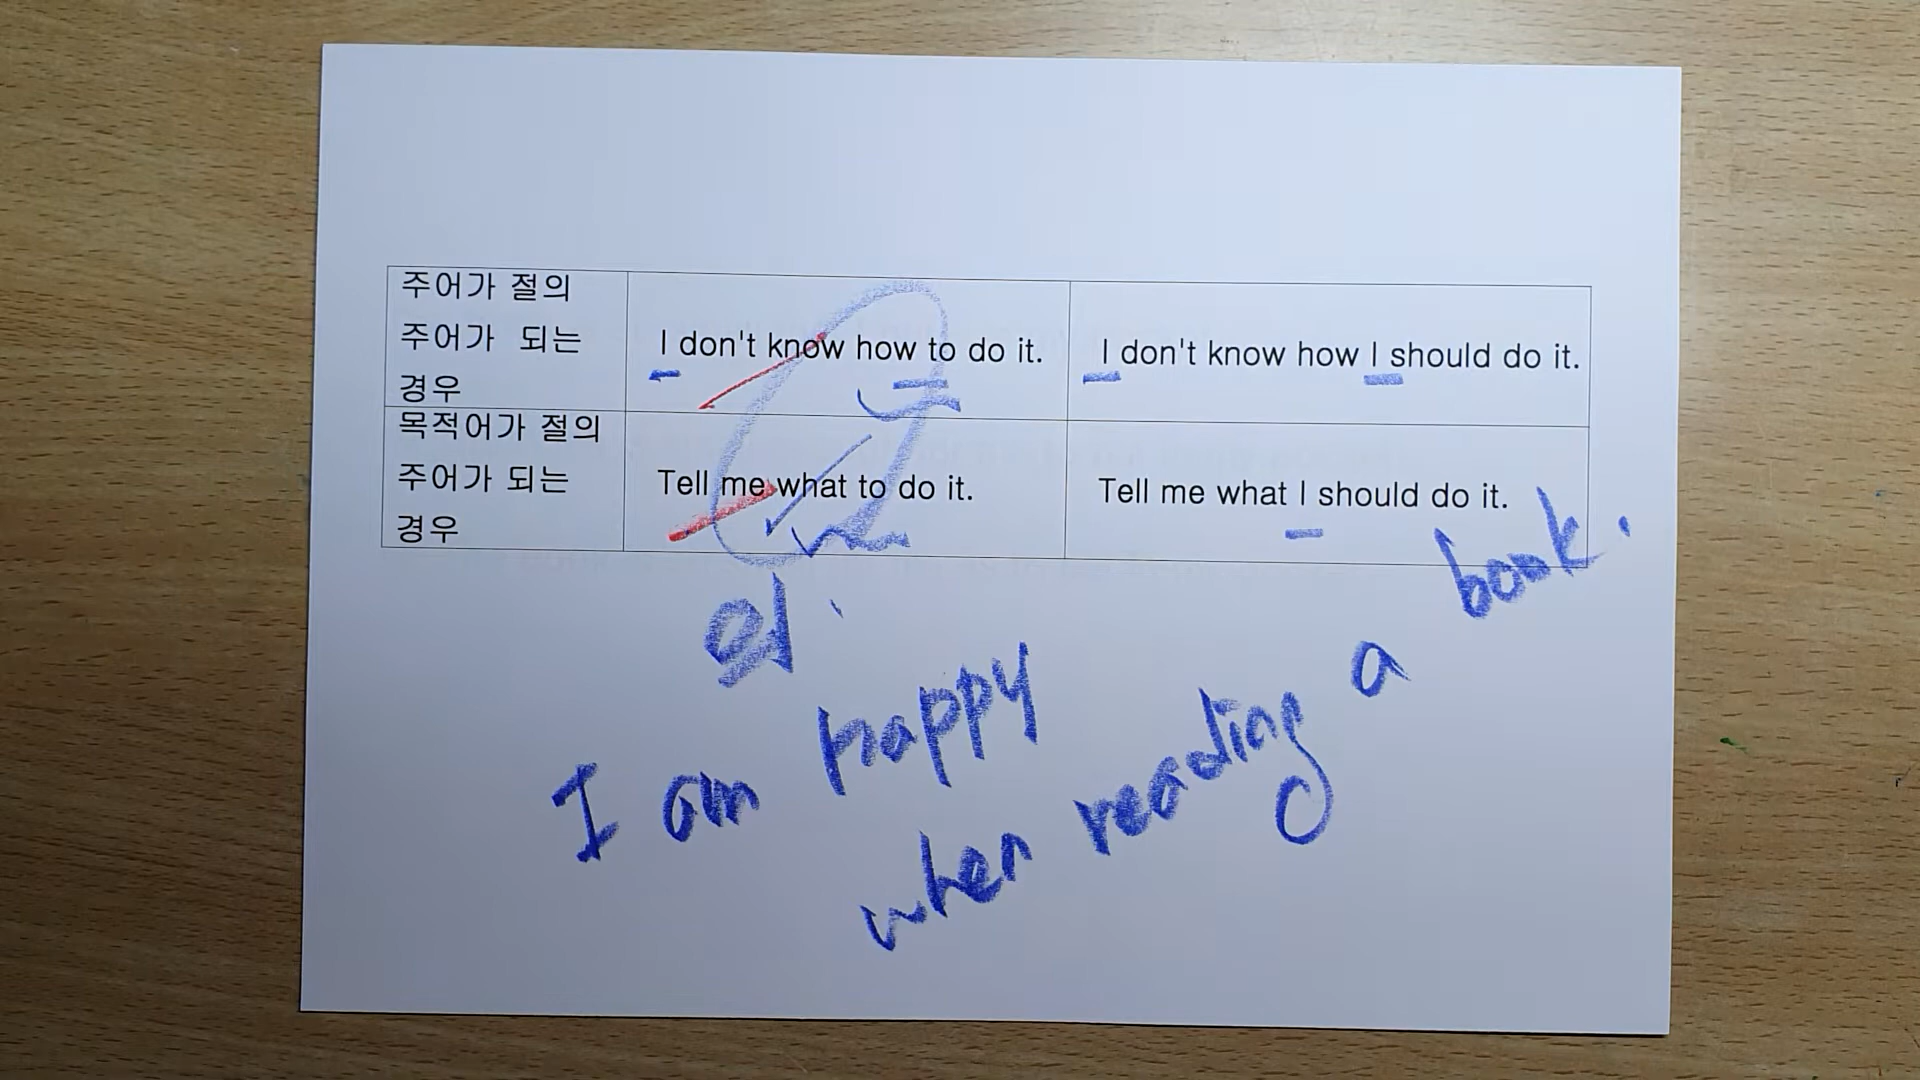 주어가 절의
주어가 되는
경우
I don't know how to do it.
I don't know how I should do it.
목적어가 절의
주어가 되는
경우
Tell me what to do it.
Tell me what I should do it.
의
I am happy
when reading a book.